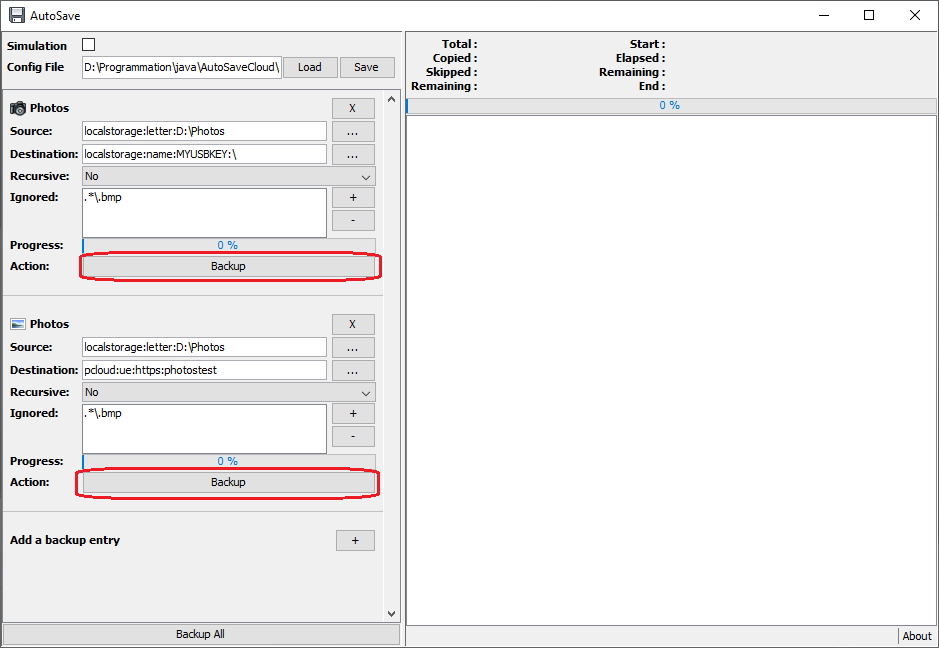 AutoSave
Simulation
Config File D:\Programmation\java\AutoSaveCloud\ Load Save
Photos X
Source: localstorage:letter:D:\Photos ...
Destination: localstorage:name:MYUSBKEY:\ ...
Recursive: No
Ignored: .*\.bmp +
-
Progress: 0 %
Action: Backup
Photos X
Source: localstorage:letter:D:\Photos ...
Destination: pcloud:ue:https:photostest ...
Recursive: No
Ignored: .*\.bmp +
-
Progress: 0 %
Action: Backup
Add a backup entry +
Backup All
Total : Start :
Copied : Elapsed :
Skipped : Remaining :
Remaining : End :
0 %
About